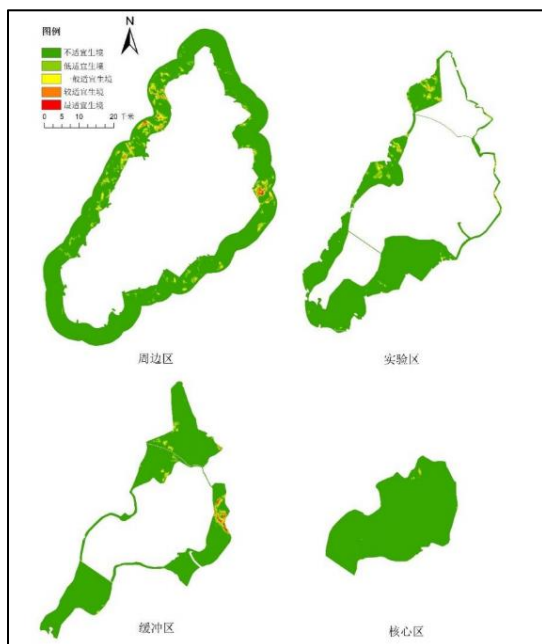 图例
N
不适宜生境
低适宜生境
一般适宜生境
较适宜生境
最适宜生境
0 5 10 20 千米
周边区
实验区
缓冲区
核心区